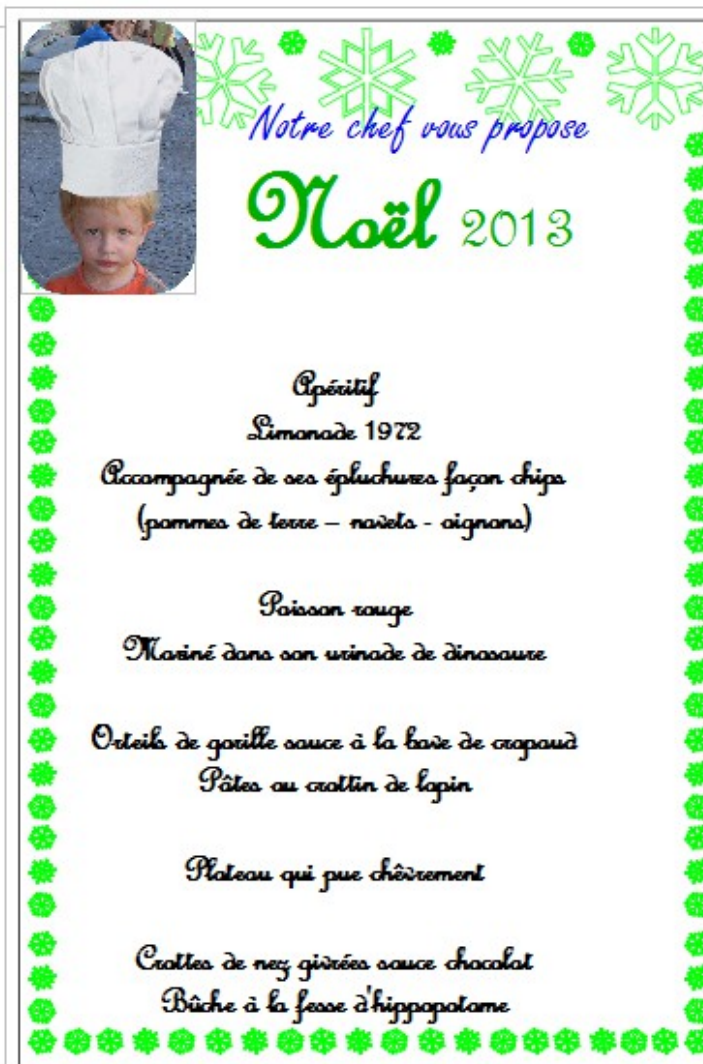 Notre chef vous propose
Noël 2013
Apéritif
Limonade 1972
Accompagnée de ses épluchures façon chips
(pommes de terre – navets - oignons)
Poisson rouge
Mariné dans son urinade de dinosaure
Orteils de gorille sauce à la bave de crapaud
Pâtes au crottin de lapin
Plateau qui pue chêvrement
Crottes de nez givrées sauce chocolat
Bûche à la fesse d'hippopotame